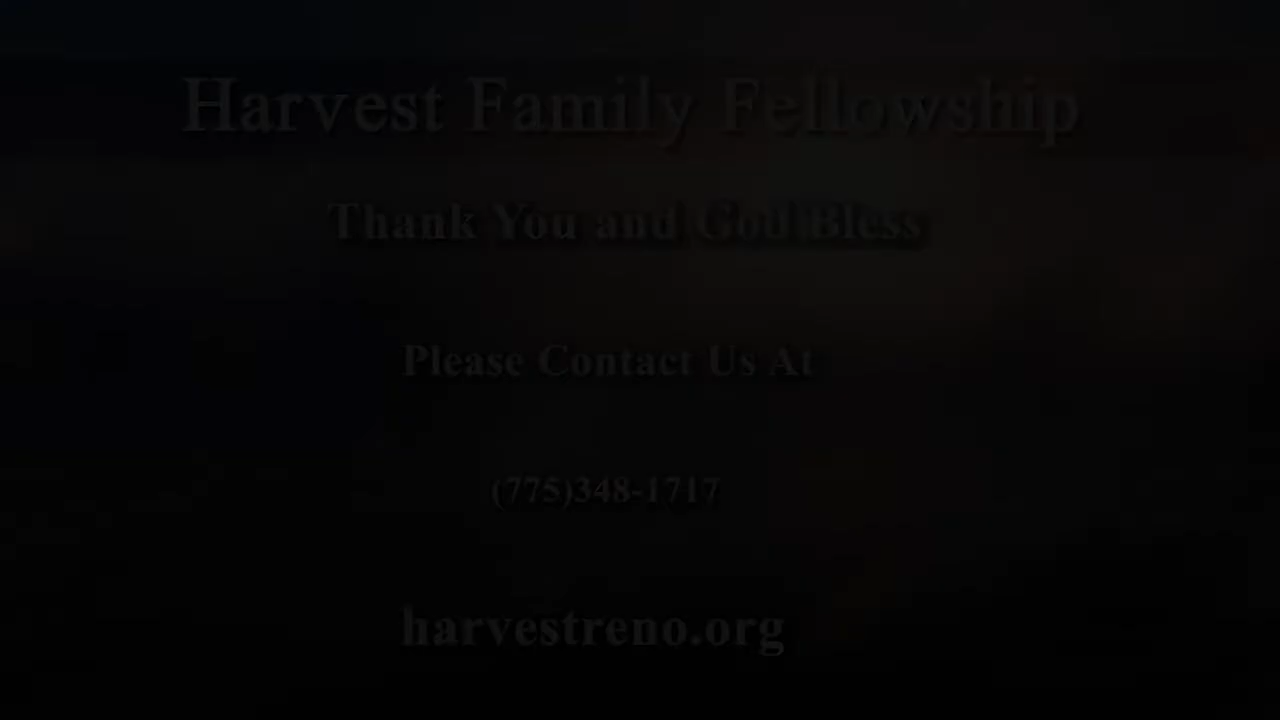 Harvest Family Fellowship
Thank You and God Bless
Please Contact Us At
(775)348-1717
harvestreno.org